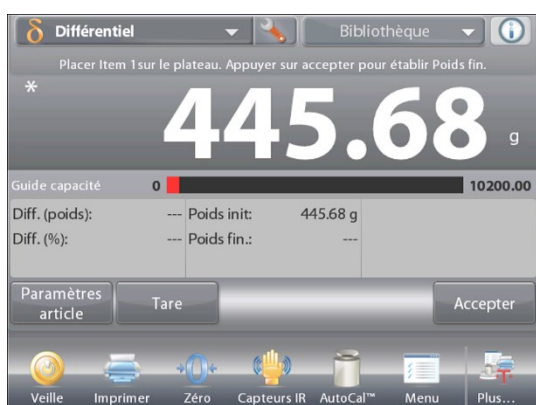 δ Différentiel Bibliothèque i
Placer Item 1sur le plateau. Appuyer sur accepter pour établir Poids fin.
*
445.68 g
Guide capacité 0 10200.00
Diff. (poids): --- Poids init: 445.68 g
Diff. (%): --- Poids fin.: ---
Paramètres article Tare Accepter
Veille Imprimer Zéro Capteurs IR AutoCal™ Menu Plus...